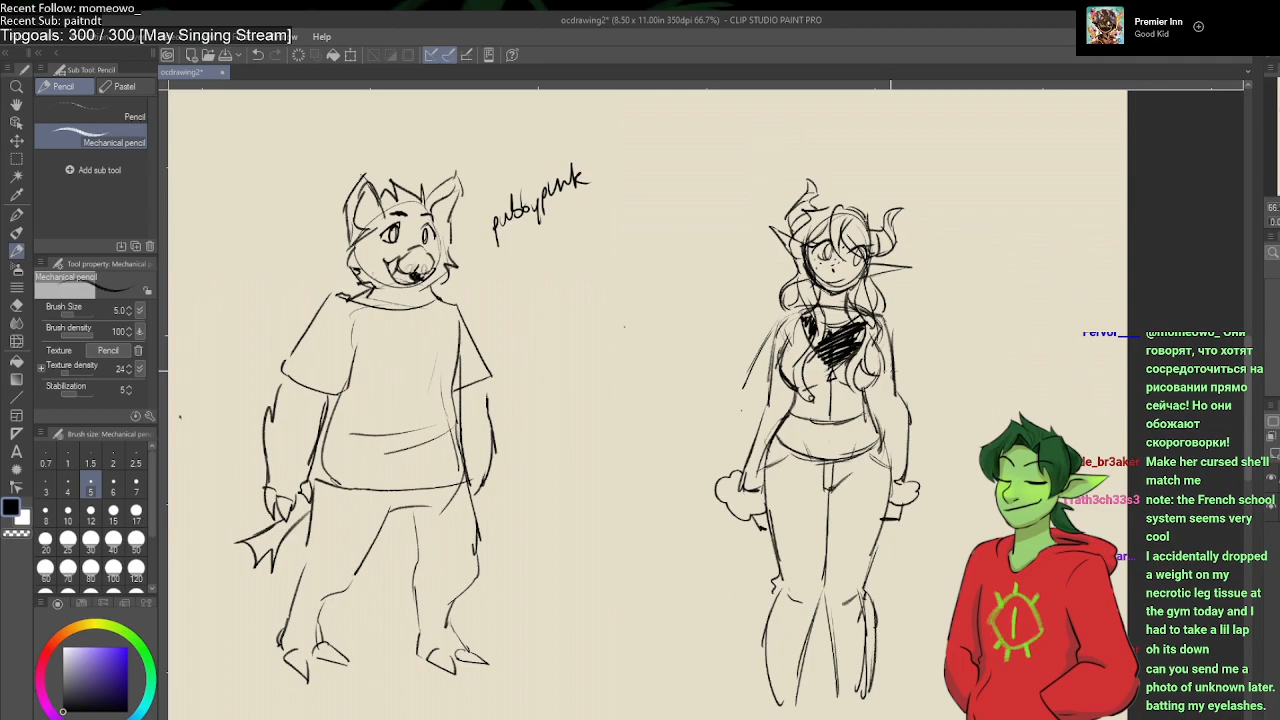 Recent Follow: momeowo_
Recent Sub: paitndt
Tipgoals: 300 / 300 [May Singing Stream]
Help
ocdrawing2* (8.50 x 11.00in 350dpi 66.7%) - CLIP STUDIO PAINT PRO
Premier Inn
Good Kid
Sub Tool: Pencil
ocdrawing2*
Pencil
Pastel
Pencil
Mechanical pencil
Add sub tool
Tool property: Mechanical p
Mechanical pencil
Brush Size 5.0
Brush density 100
Texture Pencil
Texture density 24
Stabilization 5
Brush size: Mechanical pen
0.7 1 1.5 2 2.5
3 4 5 6 7
8 10 12 15 17
20 25 30 40 50
60 70 80 100 120
pubbypunk
66.
0.0
@momeowo_ Они
говорят, что хотят
сосредоточиться на
рисовании прямо
сейчас! Но они
обожают
скороговорки!
de_br3aker Make her cursed she'll
match me
rath3ch33s3 note: the French school
system seems very
cool
ar… I accidentally dropped
a weight on my
necrotic leg tissue at
the gym today and I
had to take a lil lap
oh its down
can you send me a
photo of unknown later.
batting my eyelashes.